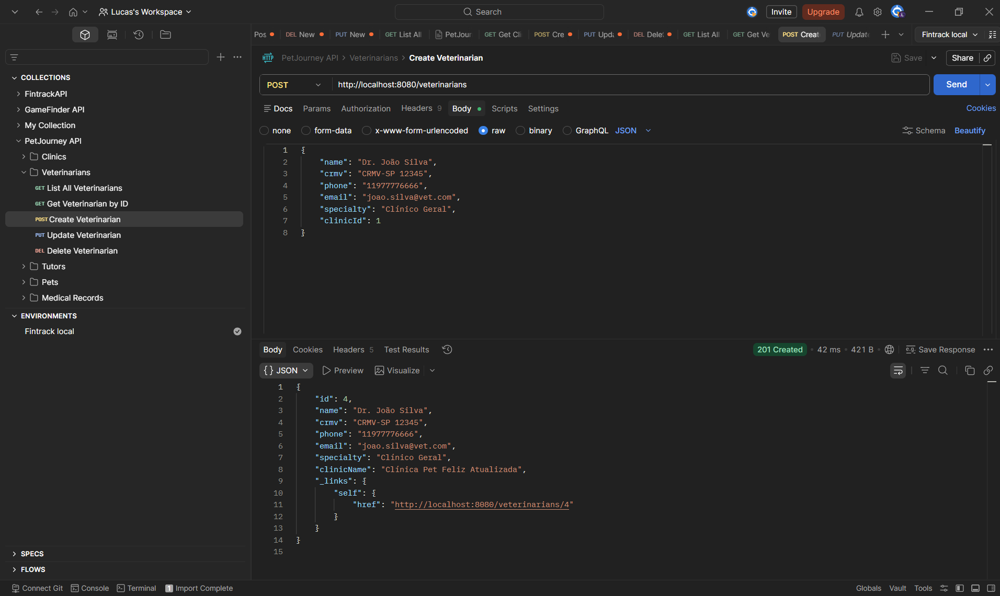 Lucas's Workspace
Search
Invite
Upgrade
Pos
DEL New
PUT New
GET List All
PetJour
GET Get Cli
POST Cre
PUT Upd
DEL Dele
GET List All
GET Get Ve
POST Creat
PUT Update
Fintrack local
PetJourney API > Veterinarians > Create Veterinarian
Save
Share
COLLECTIONS
FintrackAPI
GameFinder API
My Collection
PetJourney API
Clinics
Veterinarians
GET List All Veterinarians
GET Get Veterinarian by ID
POST Create Veterinarian
PUT Update Veterinarian
DEL Delete Veterinarian
Tutors
Pets
Medical Records
ENVIRONMENTS
Fintrack local
SPECS
FLOWS
HTTP
POST
http://localhost:8080/veterinarians
Send
Docs
Params
Authorization
Headers 9
Body
Scripts
Settings
Cookies
none
form-data
x-www-form-urlencoded
raw
binary
GraphQL
JSON
Schema
Beautify
1 {
2 "name": "Dr. João Silva",
3 "crmv": "CRMV-SP 12345",
4 "phone": "11977776666",
5 "email": "joao.silva@vet.com",
6 "specialty": "Clínico Geral",
7 "clinicId": 1
8 }
Body
Cookies
Headers 5
Test Results
201 Created • 42 ms • 421 B
e.g. Save Response
{} JSON
Preview
Visualize
1 {
2 "id": 4,
3 "name": "Dr. João Silva",
4 "crmv": "CRMV-SP 12345",
5 "phone": "11977776666",
6 "email": "joao.silva@vet.com",
7 "specialty": "Clínico Geral",
8 "clinicName": "Clínica Pet Feliz Atualizada",
9 "_links": {
10 "self": {
11 "href": "http://localhost:8080/veterinarians/4"
12 }
13 }
14 }
15
Connect Git
Console
Terminal
1 Import Complete
Globals
Vault
Tools